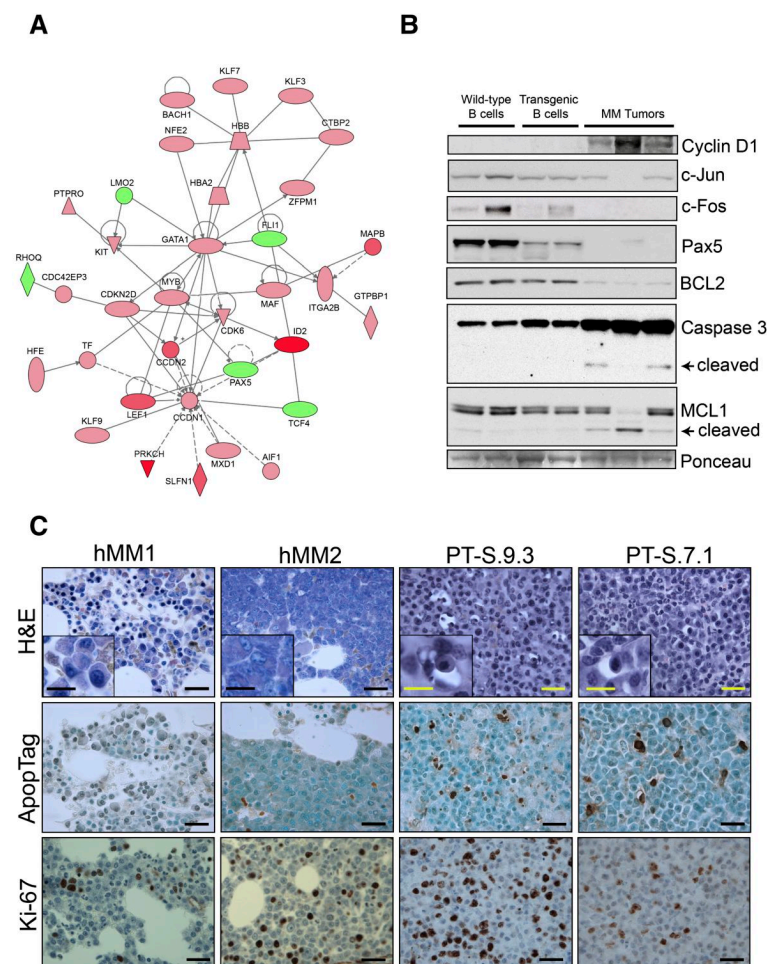 A
KLF7
KLF3
BACH1
NFE2
HBB
CTBP2
LMO2
HBA2
PTPRO
ZFPM1
KIT
GATA1
FLI1
MAPB
RHOQ
CDC42EP3
MYB
CDKN2D
MAF
ITGA2B
GTPBP1
CDK6
TF
ID2
HFE
CCDN2
PAX5
LEF1
CCDN1
TCF4
KLF9
PRKCH
MXD1
AIF1
SLFN1
B
Wild-type Transgenic MM Tumors
B cells B cells
Cyclin D1
c-Jun
c-Fos
Pax5
BCL2
Caspase 3
cleaved
MCL1
cleaved
Ponceau
C
hMM1 hMM2 PT-S.9.3 PT-S.7.1
H&E
ApopTag
Ki-67